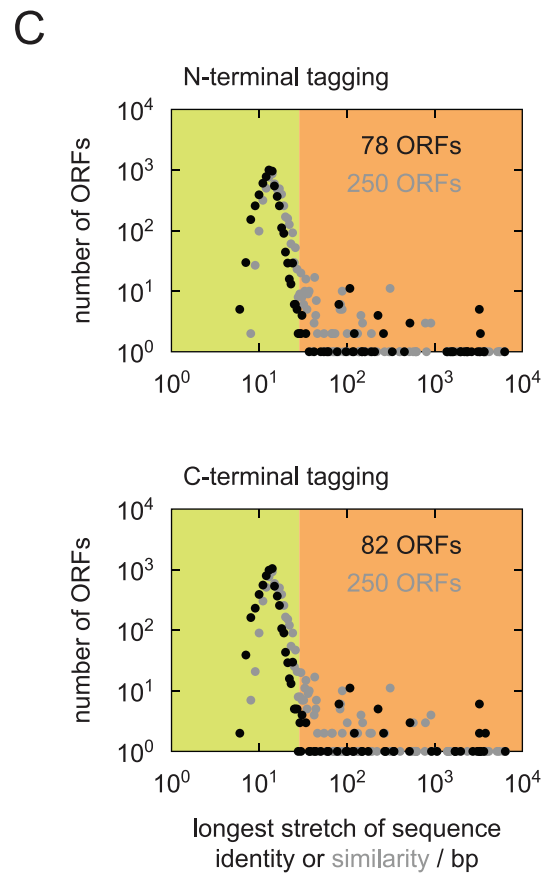 C
N-terminal tagging
10^4
78 ORFs
10^3
250 ORFs
number of ORFs
10^2
10^1
10^0
10^0 10^1 10^2 10^3 10^4
C-terminal tagging
10^4
82 ORFs
10^3
250 ORFs
number of ORFs
10^2
10^1
10^0
10^0 10^1 10^2 10^3 10^4
longest stretch of sequence
identity or similarity / bp